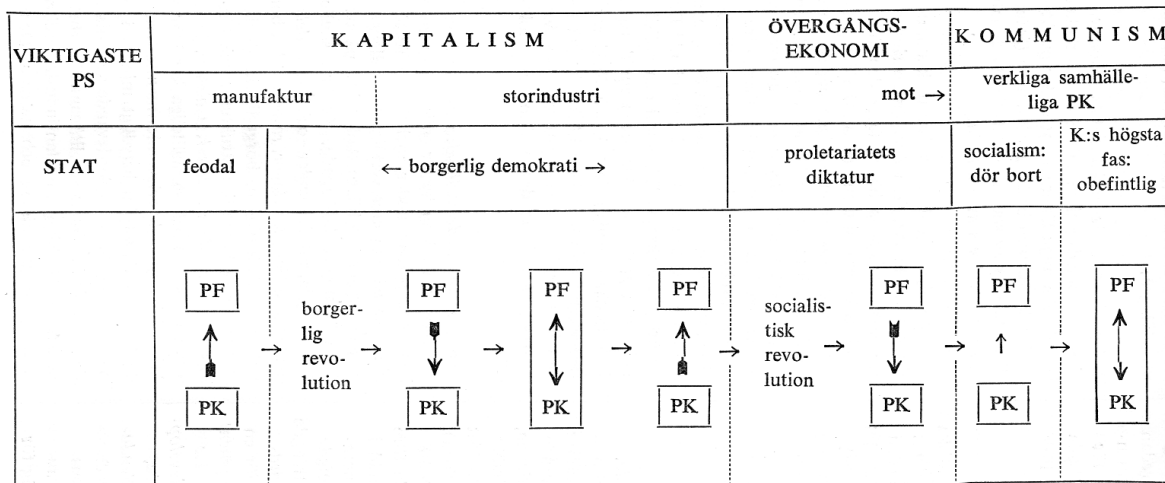 VIKTIGASTE
PS
KAPITALISM
ÖVERGÅNGS-
EKONOMI
KOMMUNISM
manufaktur
storindustri
mot →
verkliga samhälle-
liga PK
STAT
feodal
← borgerlig demokrati →
proletariatets
diktatur
socialism:
dör bort
K:s högsta
fas:
obefintlig
PF
PK
→
borger-
lig
revo-
lution
→
PF
PK
→
PF
PK
→
PF
PK
→
socialis-
tisk
revo-
lution
→
PF
PK
→
PF
PK
→
PF
PK